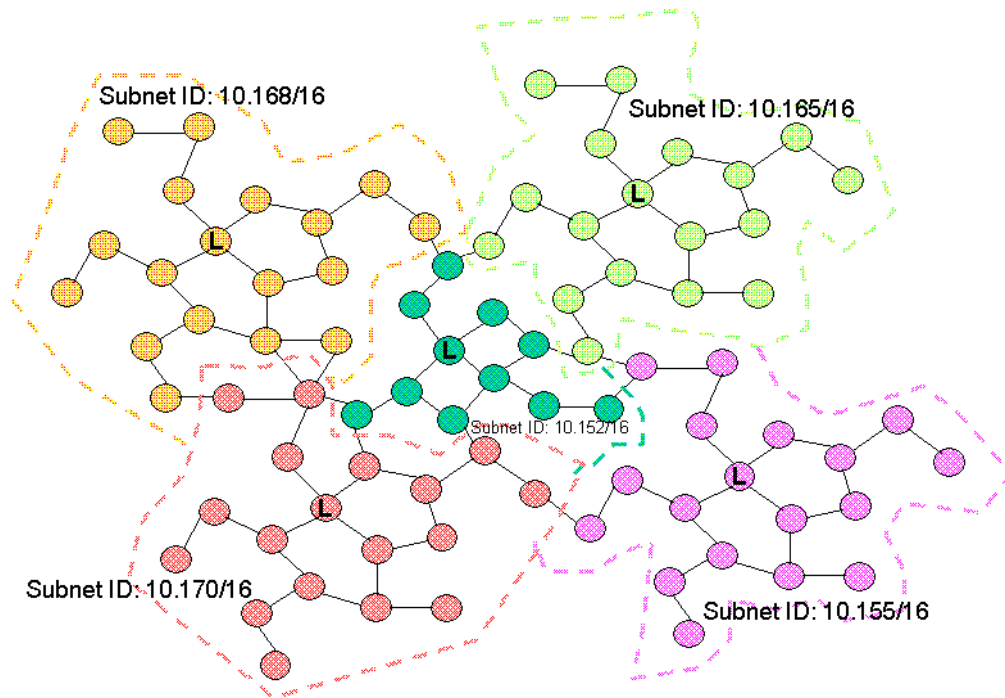 Subnet ID: 10.168/16
Subnet ID: 10.165/16
L
L
L
Subnet ID: 10.152/16
L
L
Subnet ID: 10.170/16
Subnet ID: 10.155/16